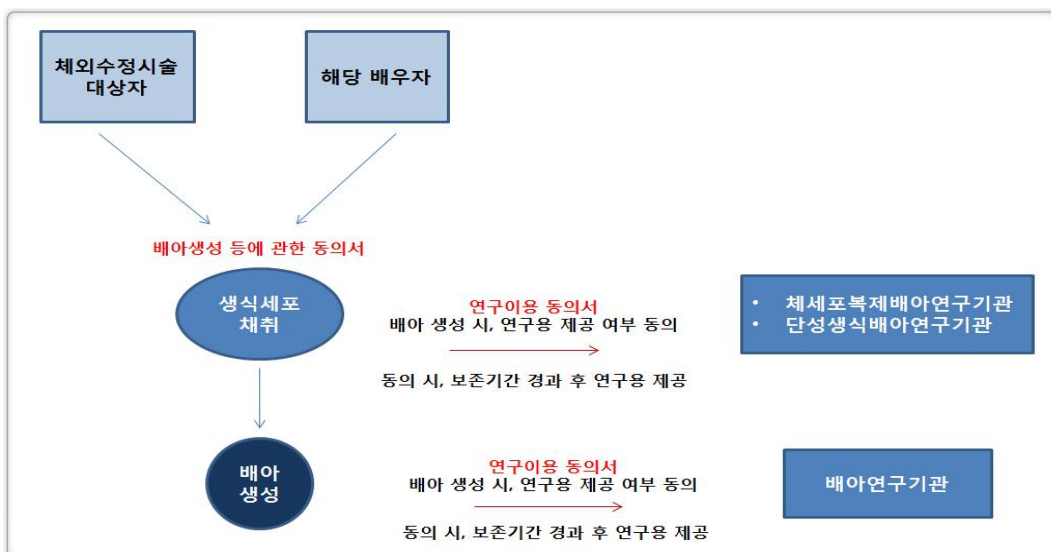 체외수정시술
대상자
해당 배우자
배아생성 등에 관한 동의서
생식세포
채취
연구이용 동의서
배아 생성 시, 연구용 제공 여부 동의
동의 시, 보존기간 경과 후 연구용 제공
• 체세포복제배아연구기관
• 단성생식배아연구기관
배아
생성
연구이용 동의서
배아 생성 시, 연구용 제공 여부 동의
동의 시, 보존기간 경과 후 연구용 제공
배아연구기관